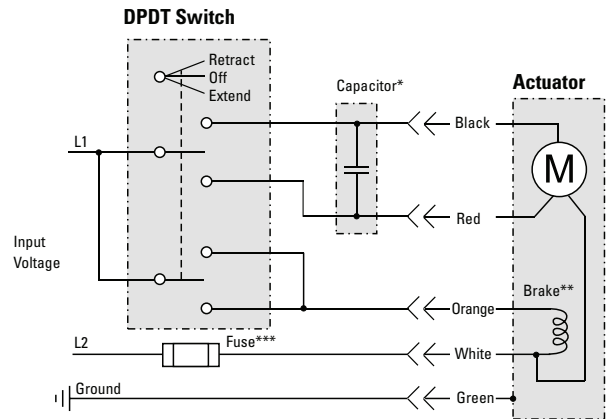 DPDT Switch
Retract
Off
Extend
Capacitor*
Actuator
L1
Black
M
Red
Input
Voltage
Brake**
Orange
L2
Fuse***
White
Ground
Green